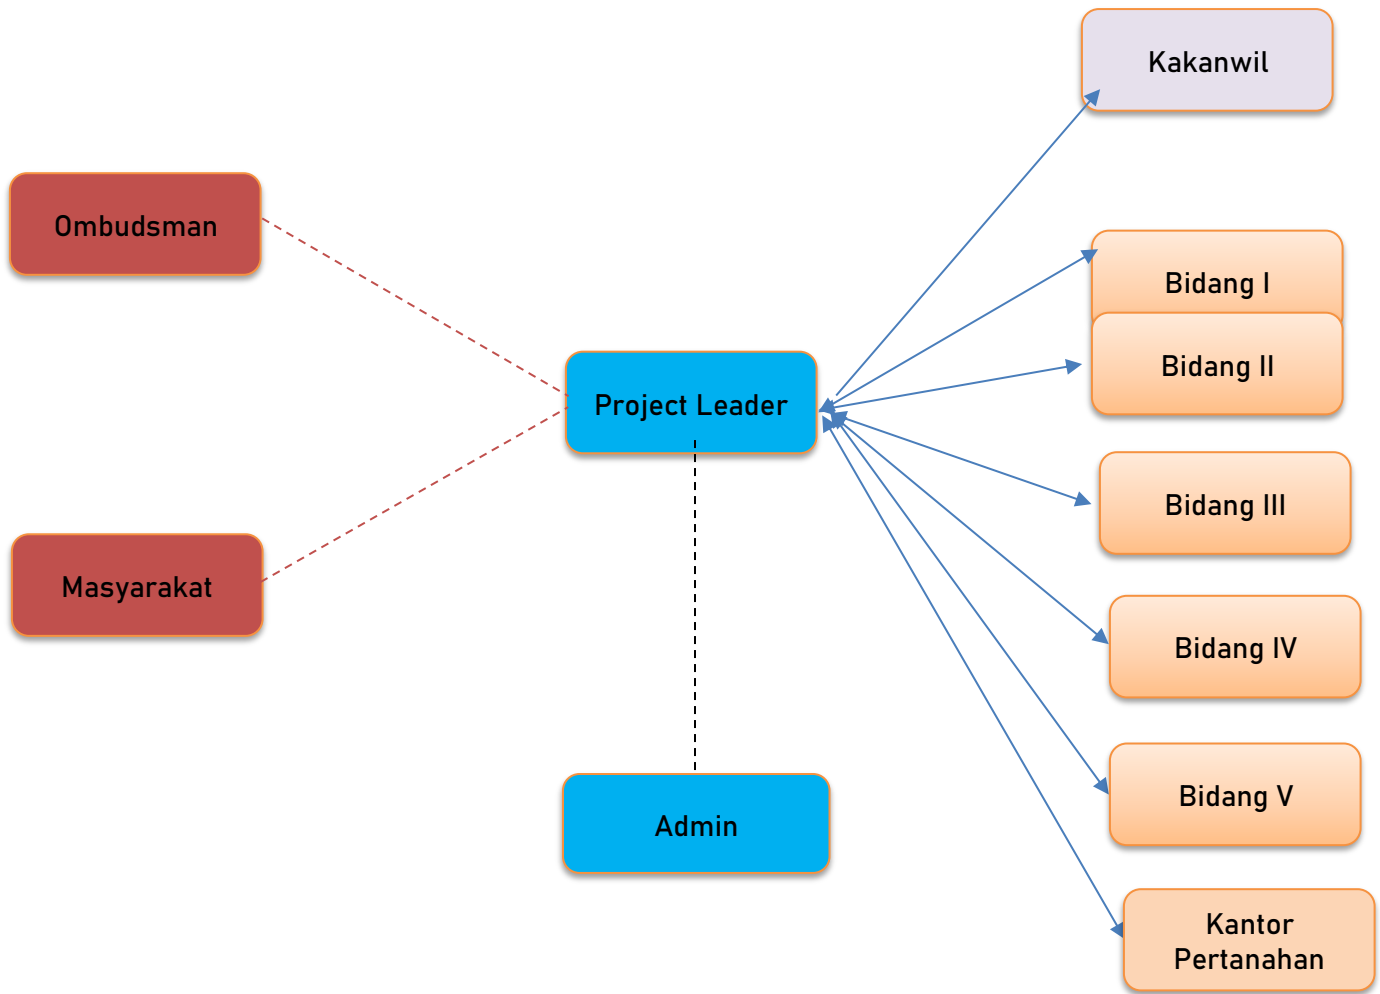 Kakanwil
Ombudsman
Bidang I
Bidang II
Project Leader
Bidang III
Masyarakat
Bidang IV
Bidang V
Admin
Kantor
Pertanahan